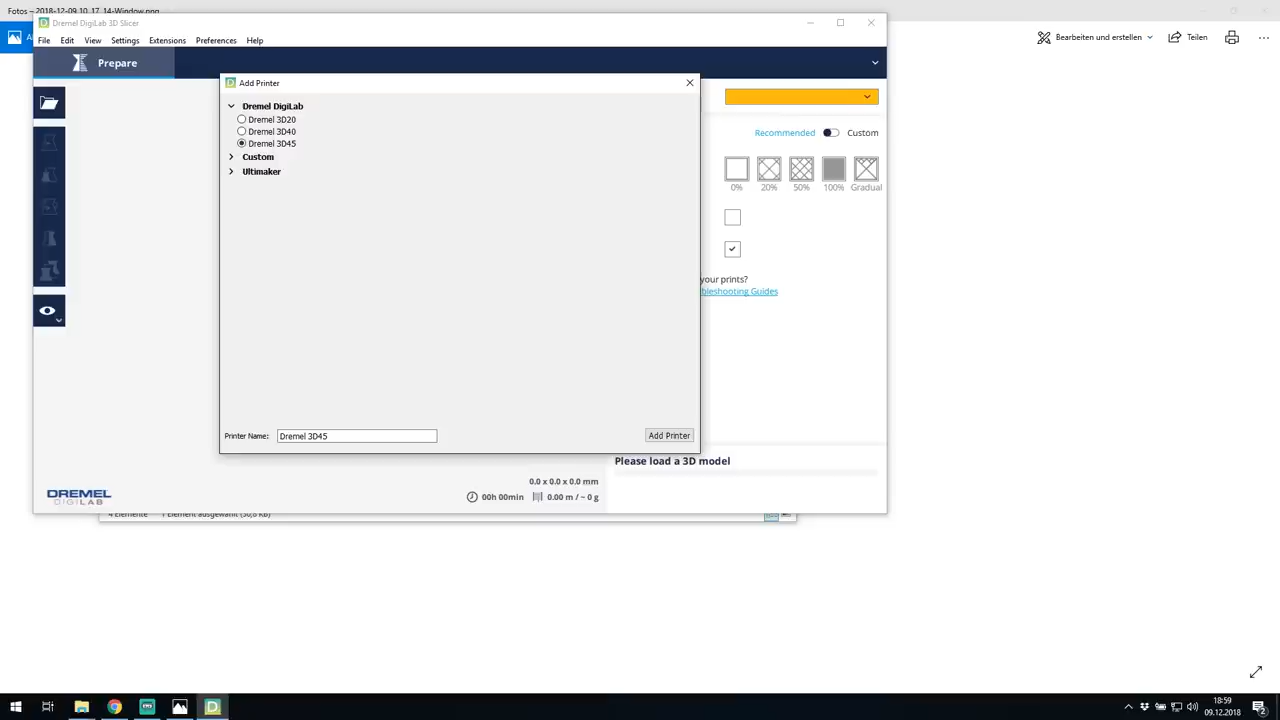 Fotos – 2018-12-09 10_17_14-Window.png
Dremel DigiLab 3D Slicer
File Edit View Settings Extensions Preferences Help
Bearbeiten und erstellen
Teilen
Prepare
Add Printer
Dremel DigiLab
Dremel 3D20
Dremel 3D40
Dremel 3D45
Custom
Ultimaker
Recommended Custom
0% 20% 50% 100% Gradual
your prints?
bleshooting Guides
Printer Name: Dremel 3D45 Add Printer
Please load a 3D model
0.0 x 0.0 x 0.0 mm
00h 00min 0.00 m / ~ 0 g
DREMEL
DIGILAB
4 Elemente 1 Element ausgewählt (30,8 KB)
18:59
09.12.2018
2